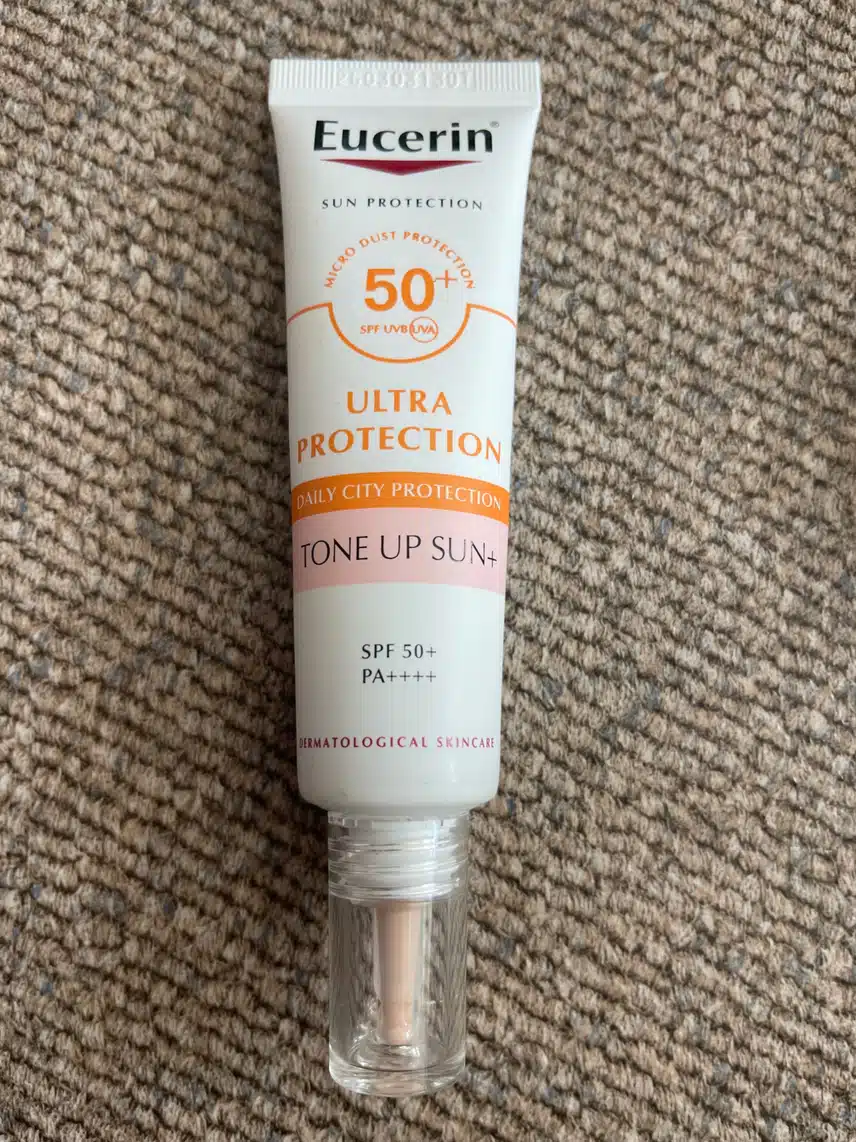 Eucerin®
SUN PROTECTION
MICRO DUST PROTECTION
50+
SPF UVB UVA
ULTRA
PROTECTION
DAILY CITY PROTECTION
TONE UP SUN+
SPF 50+
PA++++
DERMATOLOGICAL SKINCARE